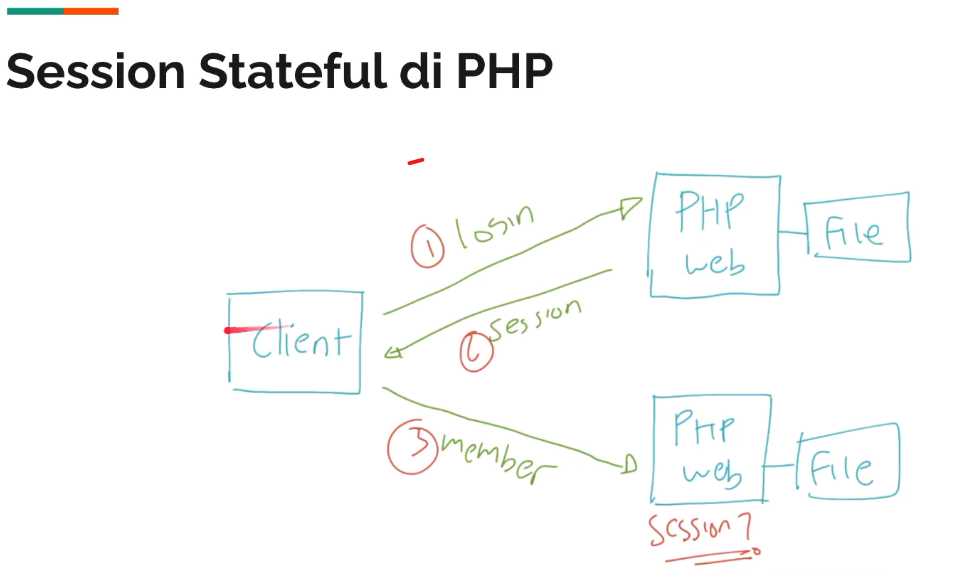 Session Stateful di PHP
1 login
PHP
web
File
Client
2 session
3 member
PHP
web
File
session?